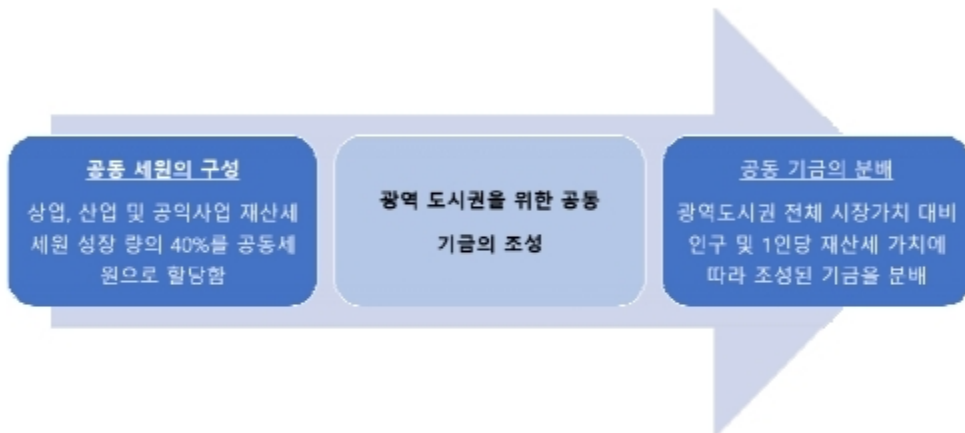 공동 세원의 구성
상업, 산업 및 공익사업 재산세
세원 성장 량의 40%를 공동세
원으로 할당함
광역 도시권을 위한 공동
기금의 조성
공동 기금의 분배
광역도시권 전체 시장가치 대비
인구 및 1인당 재산세 가치에
따라 조성된 기금을 분배